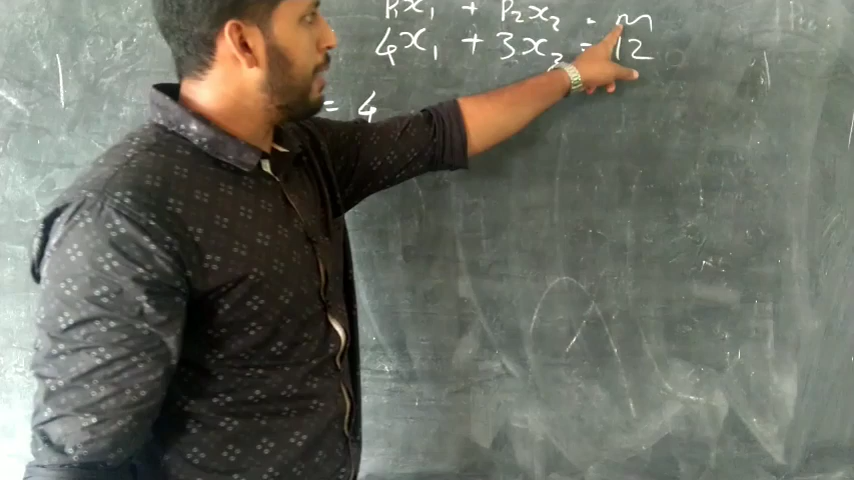 P₁x₁ + P₂x₂ = m
4x₁ + 3x₂ = 12
= 4